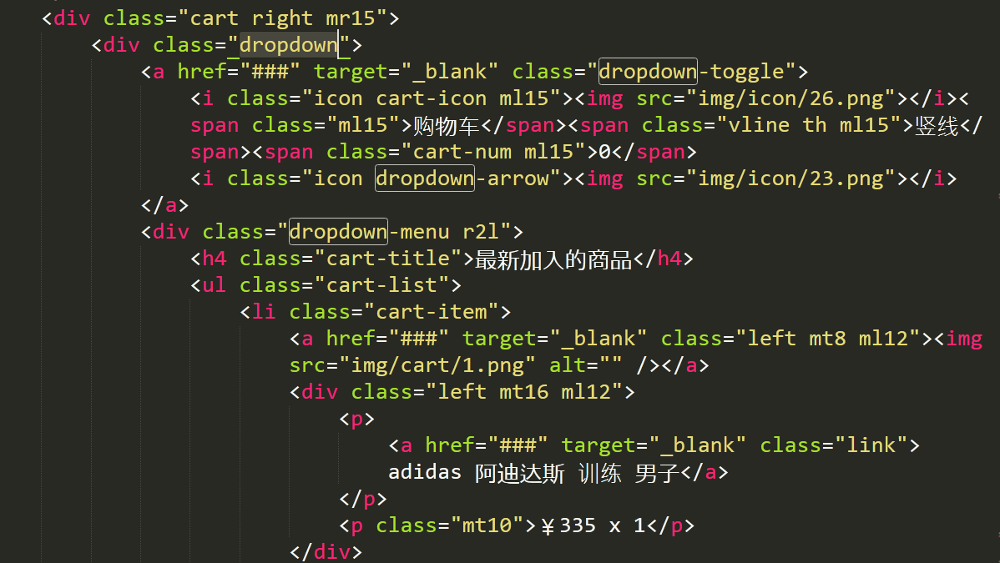 <div class="cart right mr15">
<div class="dropdown">
<a href="###" target="_blank" class="dropdown-toggle">
<i class="icon cart-icon ml15"><img src="img/icon/26.png"></i><
span class="ml15">购物车</span><span class="vline th ml15">竖线</
span><span class="cart-num ml15">0</span>
<i class="icon dropdown-arrow"><img src="img/icon/23.png"></i>
</a>
<div class="dropdown-menu r2l">
<h4 class="cart-title">最新加入的商品</h4>
<ul class="cart-list">
<li class="cart-item">
<a href="###" target="_blank" class="left mt8 ml12"><img
src="img/cart/1.png" alt="" /></a>
<div class="left mt16 ml12">
<p>
<a href="###" target="_blank" class="link">
adidas 阿迪达斯 训练 男子</a>
</p>
<p class="mt10">￥335 x 1</p>
</div>